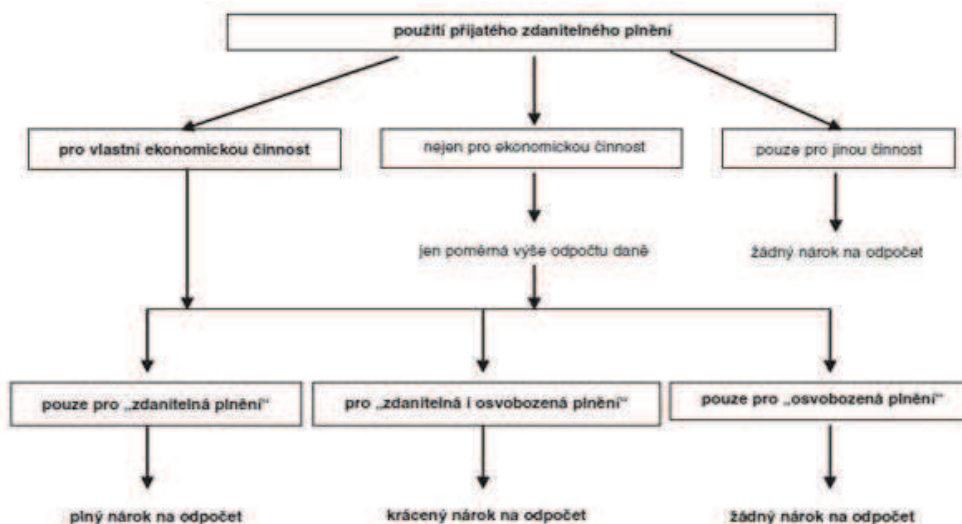 použití přijatého zdanitelného plnění
pro vlastní ekonomickou činnost
nejen pro ekonomickou činnost
pouze pro jinou činnost
jen poměrná výše odpočtu daně
žádný nárok na odpočet
pouze pro „zdanitelná plnění“
pro „zdanitelná i osvobozená plnění“
pouze pro „osvobozená plnění“
plný nárok na odpočet
krácený nárok na odpočet
žádný nárok na odpočet